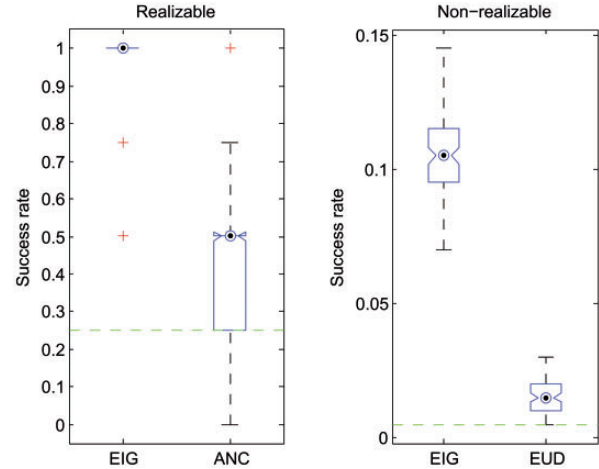 Realizable
Success rate
1
0.9
0.8
0.7
0.6
0.5
0.4
0.3
0.2
0.1
0
EIG ANC
Non-realizable
Success rate
0.15
0.1
0.05
0
EIG EUD